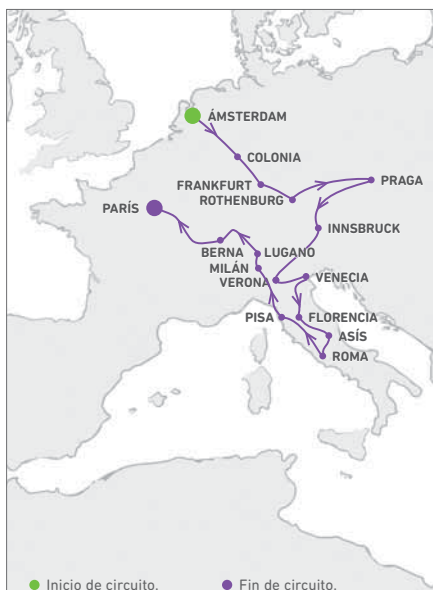 ÁMSTERDAM
COLONIA
FRANKFURT
ROTHENBURG
PRAGA
PARÍS
INNSBRUCK
BERNA
LUGANO
MILÁN
VERONA
VENECIA
PISA
FLORENCIA
ASÍS
ROMA
Inicio de circuito.
Fin de circuito.